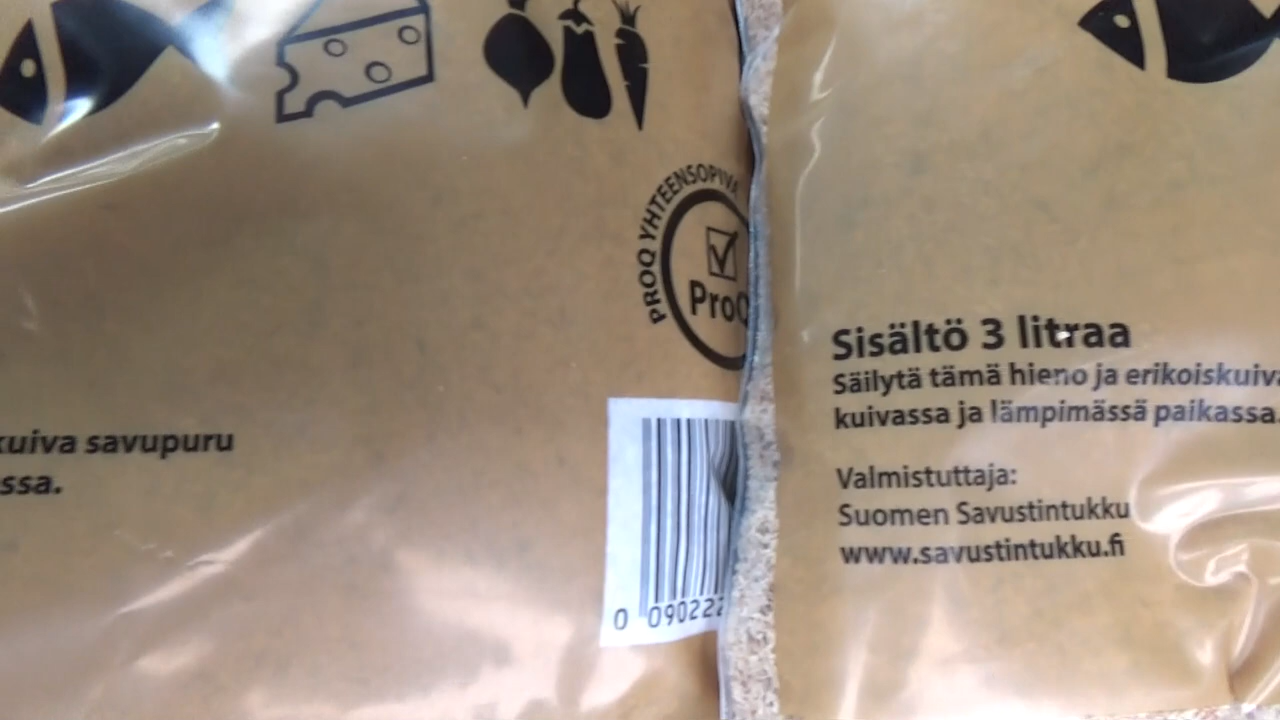 PROQ YHTEENSOPIVA
ProQ
kuiva savupuru
ssa.
0 090222
Sisältö 3 litraa
Säilytä tämä hieno ja erikoiskuiva
kuivassa ja lämpimässä paikassa.
Valmistuttaja:
Suomen Savustintukku
www.savustintukku.fi